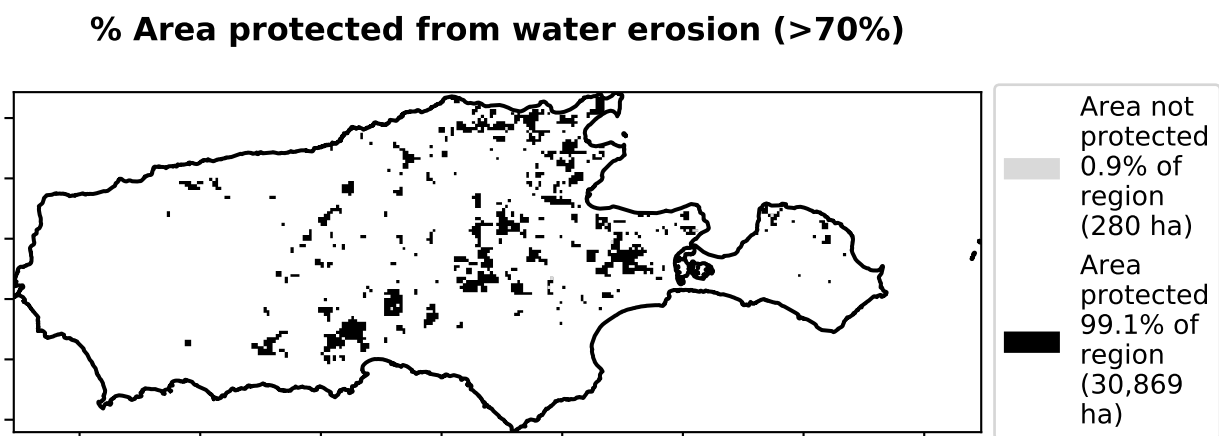 % Area protected from water erosion (>70%)
Area not
protected
0.9% of
region
(280 ha)
Area
protected
99.1% of
region
(30,869
ha)